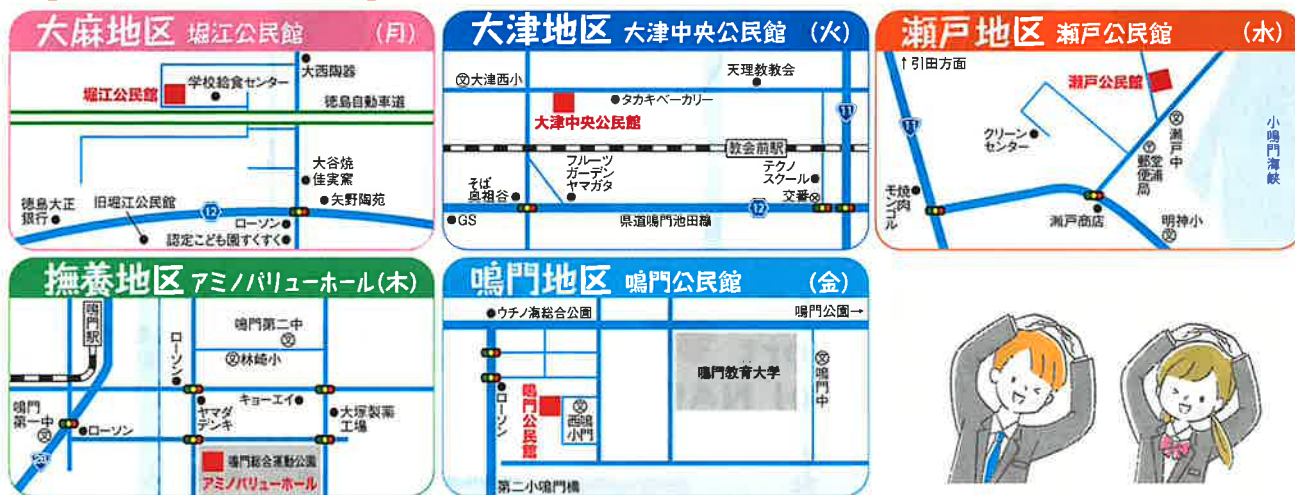 大麻地区 堀江公民館 (月)
大西陶器
学校給食センター
堀江公民館
徳島自動車道
大谷焼
佳実窯
矢野陶苑
徳島大正
銀行
旧堀江公民館
12
ローソン
認定こども園すくすく
大津地区 大津中央公民館 (火)
天理教教会
文大津西小
タカキベーカリー
大津中央公民館
11
教会前駅
フルーツ
ガーデン
ヤマガタ
テクノ
スクール
そば
奥祖谷
交番
GS
県道鳴門池田線
12
瀬戸地区 瀬戸公民館 (水)
↑引田方面
瀬戸公民館
11
クリーン
センター
文瀬戸中
〒堂浦
郵便局
小鳴門海峡
焼肉
モンゴル
瀬戸商店
明神小
文
撫養地区 アミノバリューホール(木)
鳴門駅
ローソン
鳴門第二中
文
文林崎小
鳴門
第一中
文
ローソン
ヤマダ
デンキ
キョーエイ
大塚製薬
工場
28
鳴門総合運動公園
アミノバリューホール
鳴門地区 鳴門公民館 (金)
ウチノ海総合公園
鳴門公園→
鳴門教育大学
文鳴門中
ローソン
鳴門公民館
文
鳴門
西小
第二小鳴門橋